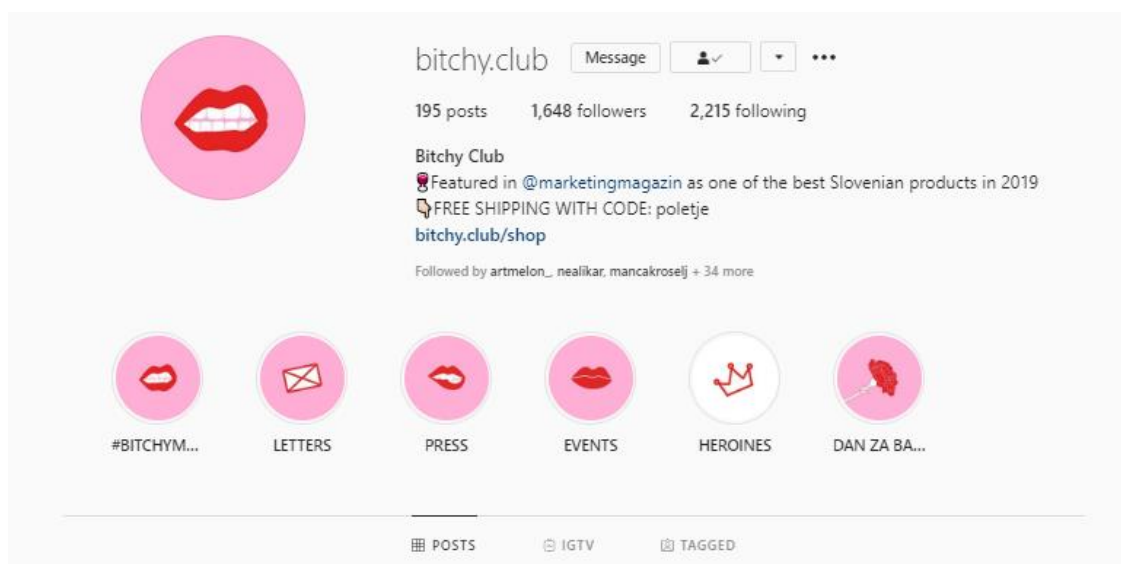 bitchy.club Message
195 posts 1,648 followers 2,215 following
Bitchy Club
🍷Featured in @marketingmagazin as one of the best Slovenian products in 2019
👇🏻FREE SHIPPING WITH CODE: poletje
bitchy.club/shop
Followed by artmelon_, nealikar, mancakroselj + 34 more
#BITCHYM... LETTERS PRESS EVENTS HEROINES DAN ZA BA...
POSTS IGTV TAGGED